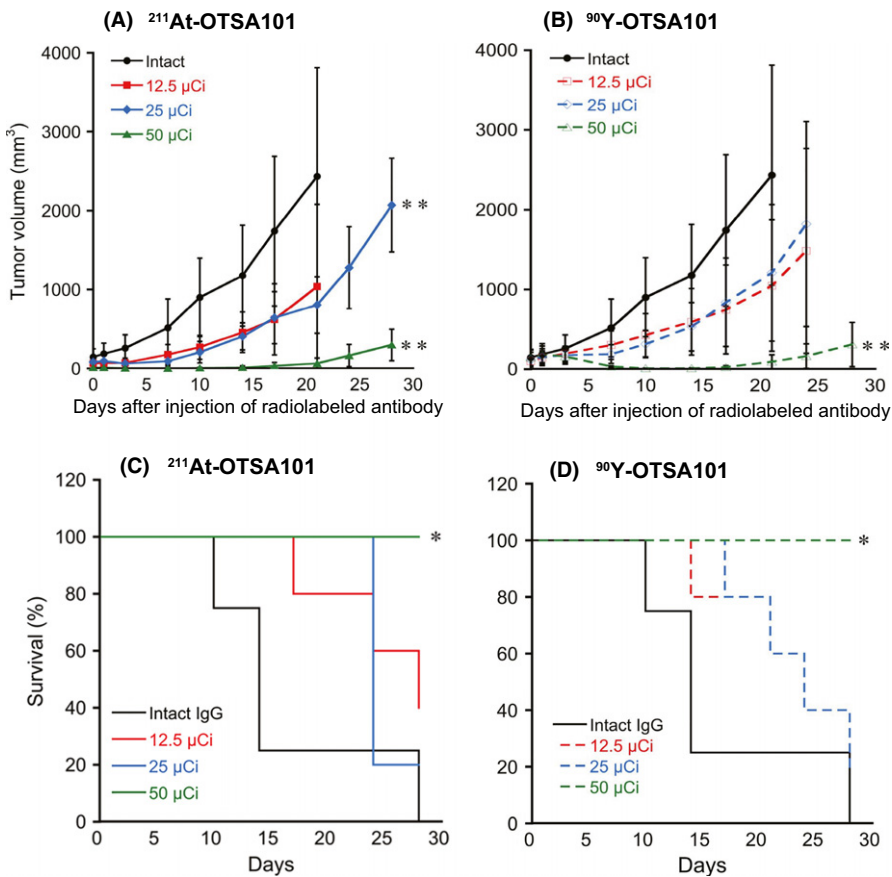 (A) ²¹¹At-OTSA101
Tumor volume (mm³)
4000
3000
2000
1000
0
Intact
12.5 μCi
25 μCi
50 μCi
**
**
0 5 10 15 20 25 30
Days after injection of radiolabeled antibody
(B) ⁹⁰Y-OTSA101
4000
3000
2000
1000
0
Intact
12.5 μCi
25 μCi
50 μCi
**
0 5 10 15 20 25 30
Days after injection of radiolabeled antibody
(C) ²¹¹At-OTSA101
Survival (%)
120
100
80
60
40
20
0
*
Intact IgG
12.5 μCi
25 μCi
50 μCi
0 5 10 15 20 25 30
Days
(D) ⁹⁰Y-OTSA101
120
100
80
60
40
20
0
*
Intact IgG
12.5 μCi
25 μCi
50 μCi
0 5 10 15 20 25 30
Days